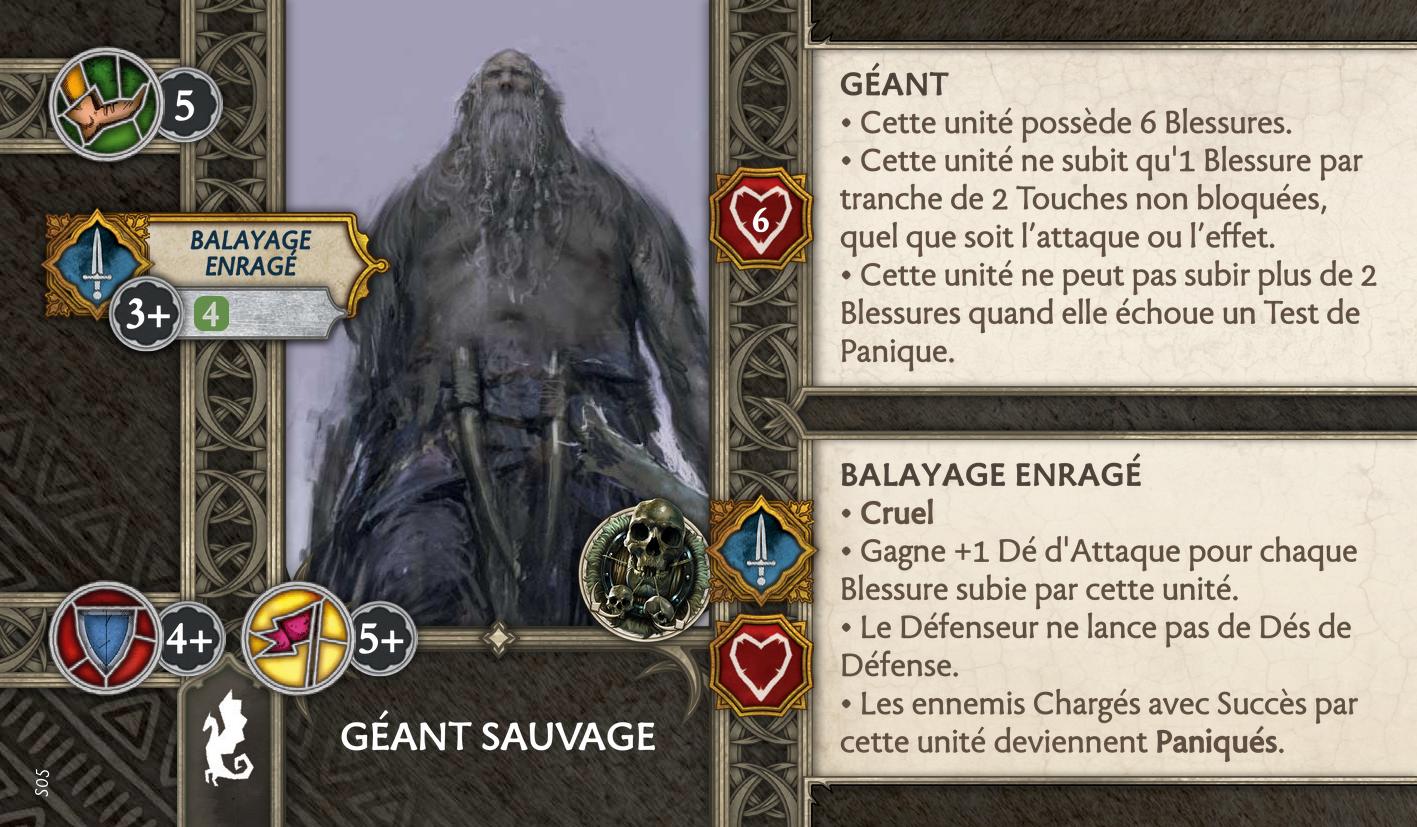 5
BALAYAGE
ENRAGÉ
3+
4
4+
5+
GÉANT SAUVAGE
S05
6
GÉANT
• Cette unité possède 6 Blessures.
• Cette unité ne subit qu'1 Blessure par
tranche de 2 Touches non bloquées,
quel que soit l'attaque ou l'effet.
• Cette unité ne peut pas subir plus de 2
Blessures quand elle échoue un Test de
Panique.
BALAYAGE ENRAGÉ
• Cruel
• Gagne +1 Dé d'Attaque pour chaque
Blessure subie par cette unité.
• Le Défenseur ne lance pas de Dés de
Défense.
• Les ennemis Chargés avec Succès par
cette unité deviennent Paniqués.